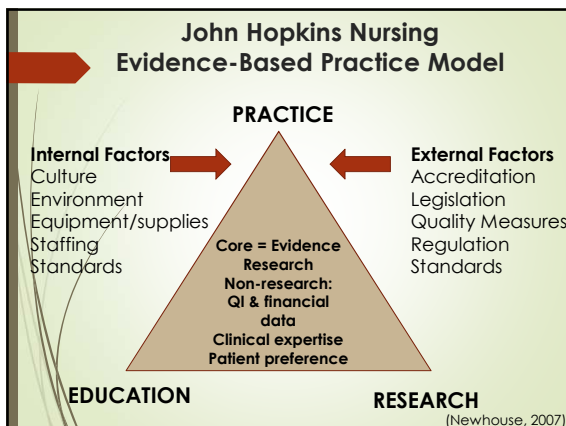 John Hopkins Nursing
Evidence-Based Practice Model
PRACTICE
Internal Factors
Culture
Environment
Equipment/supplies
Staffing
Standards
External Factors
Accreditation
Legislation
Quality Measures
Regulation
Standards
Core = Evidence
Research
Non-research:
QI & financial
data
Clinical expertise
Patient preference
EDUCATION
RESEARCH
(Newhouse, 2007)